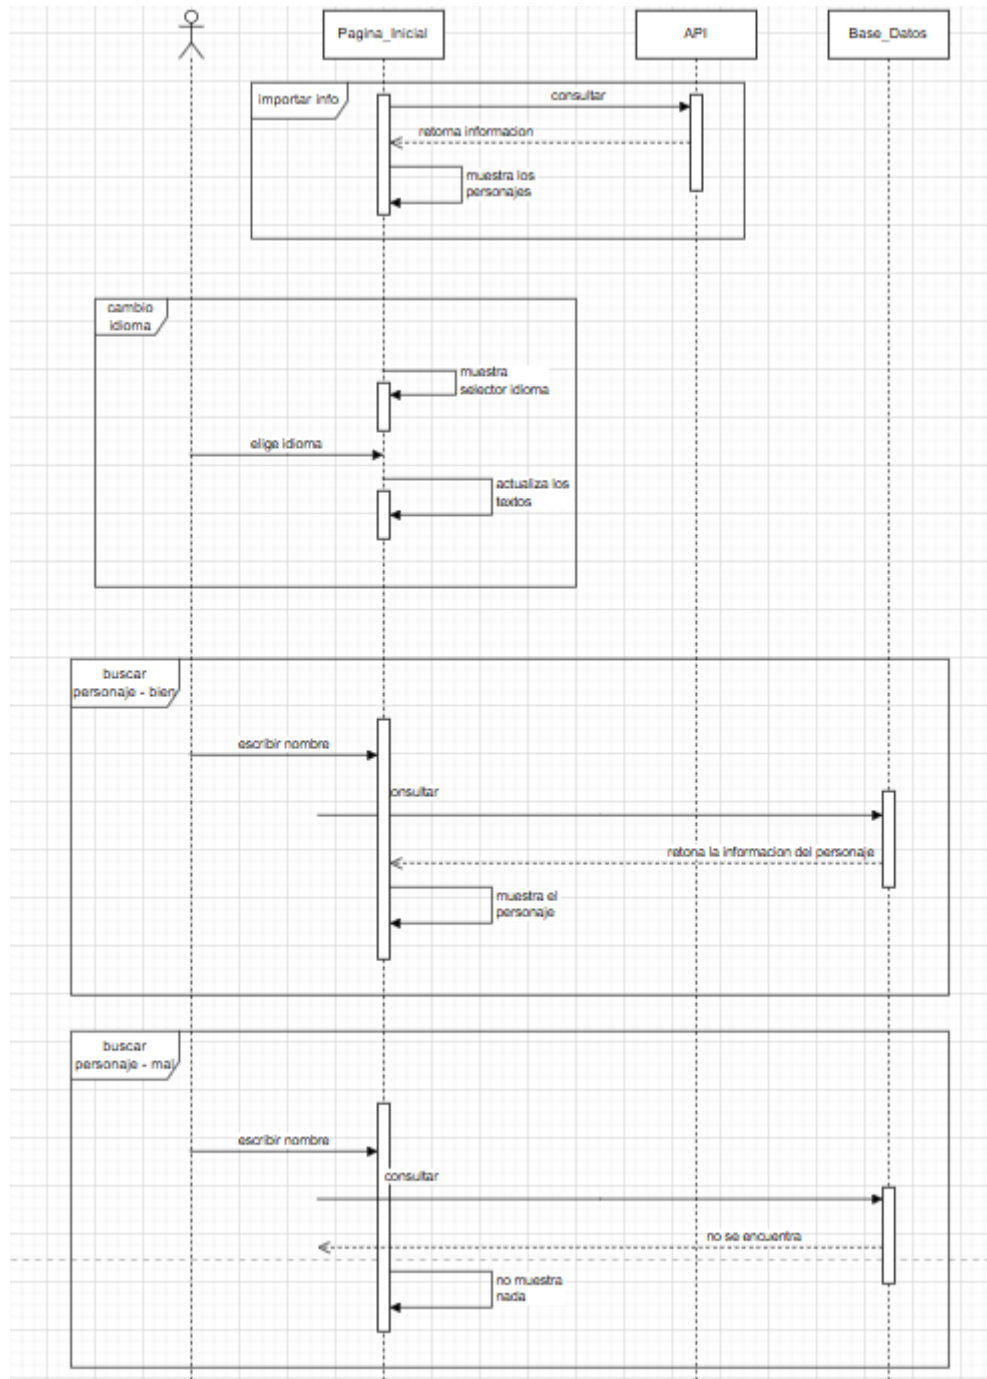 Pagina_Inicial
API
Base_Datos
importar info
consultar
retorna informacion
muestra los
personajes
cambio
idioma
muestra
selector idioma
elige idioma
actualiza los
textos
buscar
personaje - bien
escribir nombre
onsultar
retona la informacion del personaje
muestra el
personaje
buscar
personaje - mal
escribir nombre
consultar
no se encuentra
no muestra
nada